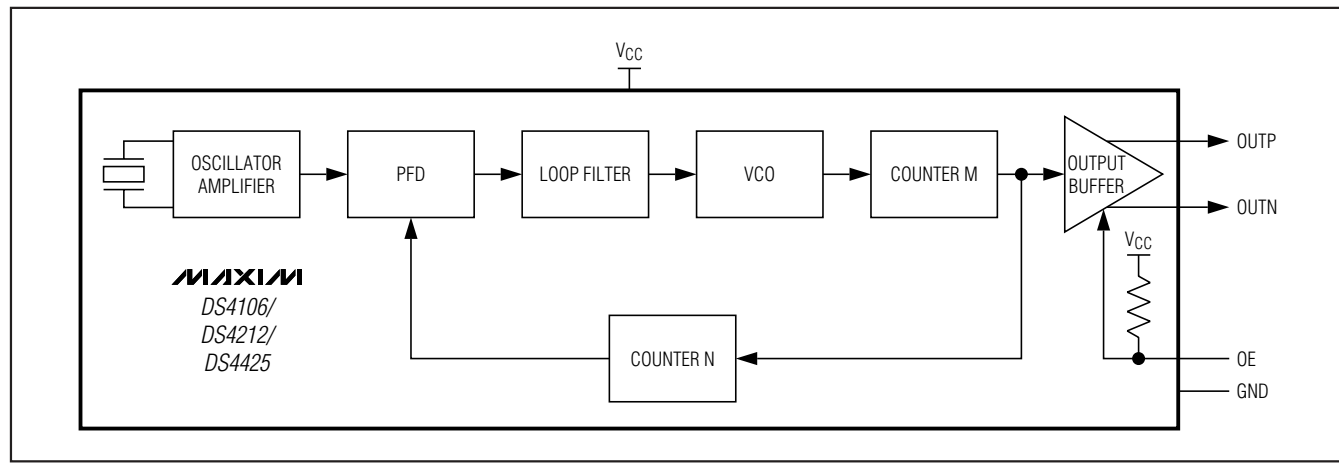 VCC
OSCILLATOR
AMPLIFIER
PFD
LOOP FILTER
VCO
COUNTER M
OUTPUT
BUFFER
OUTP
OUTN
VCC
MAXIM
DS4106/
DS4212/
DS4425
COUNTER N
OE
GND